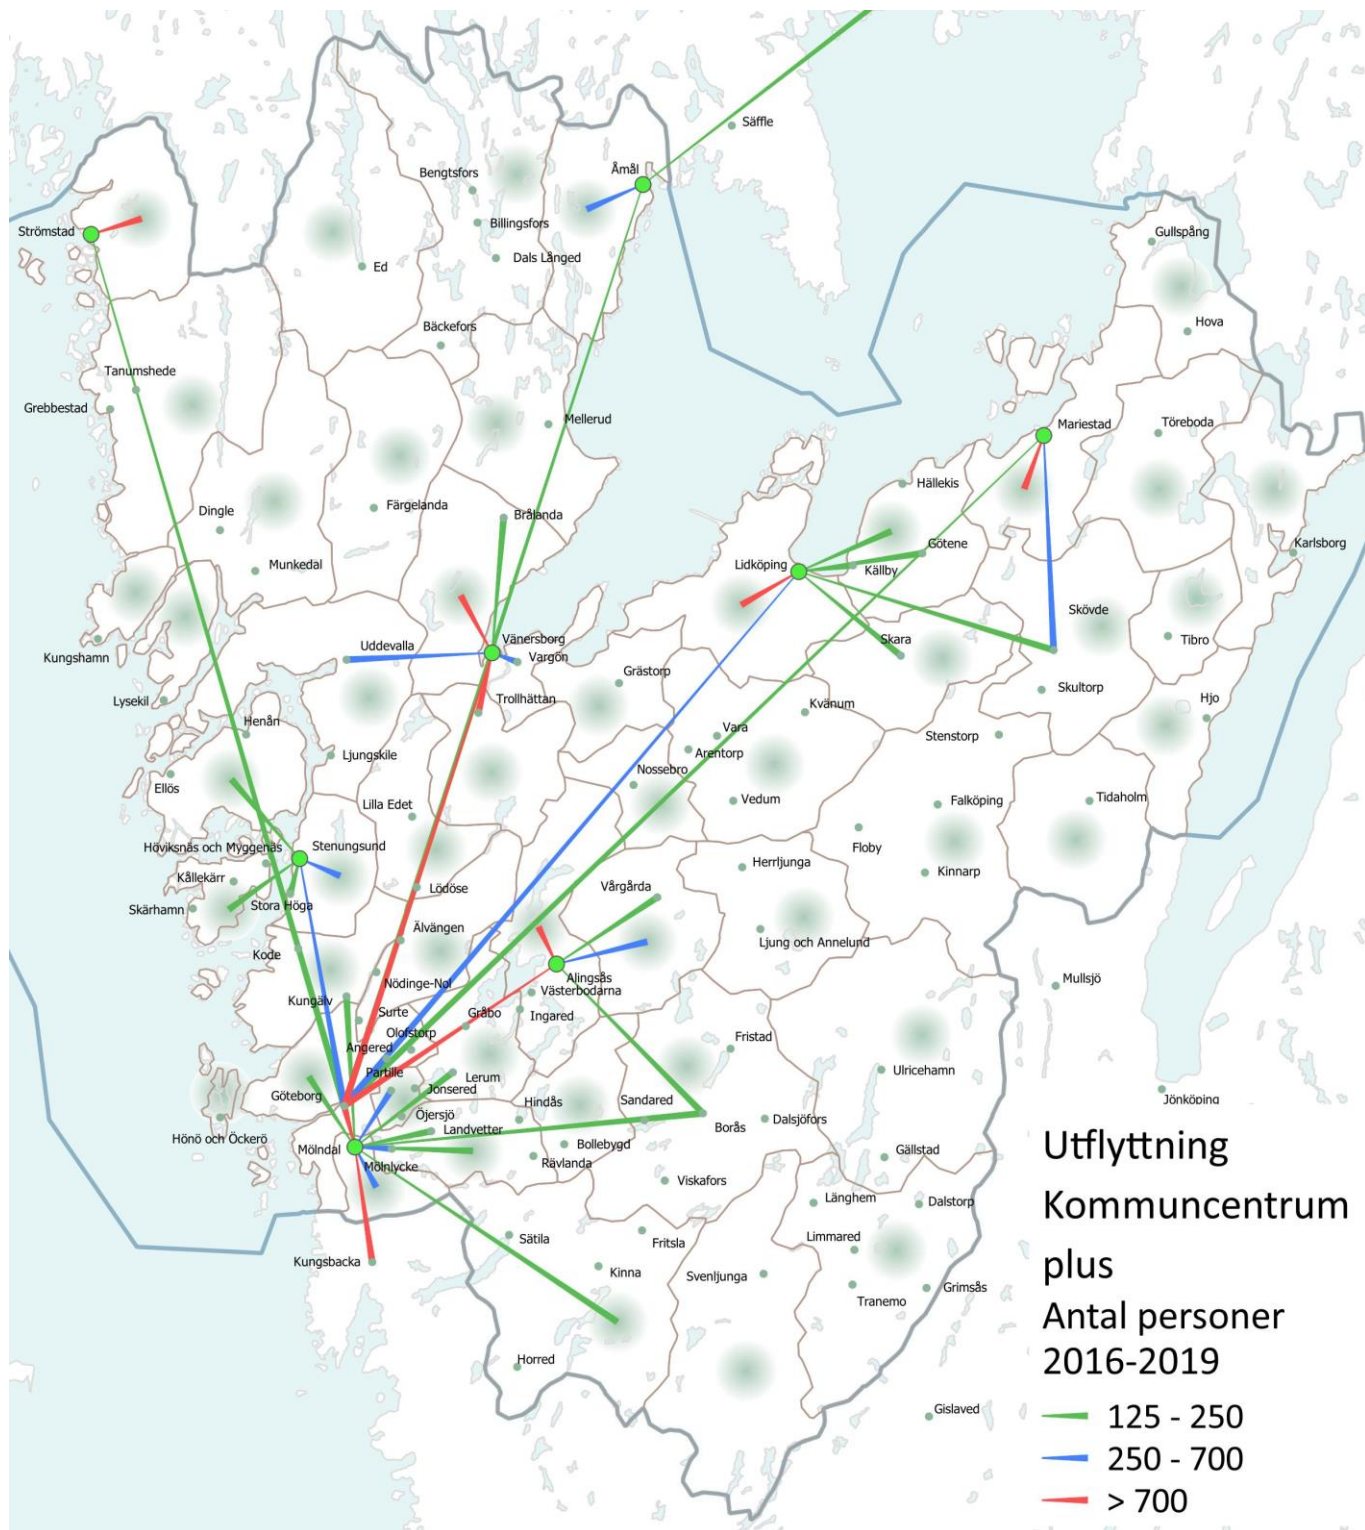 Säffle
Åmål
Bengtsfors
Billingsfors
Strömstad
Gullspång
Dals Långed
Ed
Hova
Bäckefors
Tanumshede
Grebbestad
Mellerud
Mariestad
Töreboda
Hällekis
Färgelanda
Dingle
Brålanda
Götene
Karlsborg
Munkedal
Lidköping
Källby
Skövde
Kungshamn
Uddevalla
Vänersborg
Skara
Tibro
Vargön
Grästorp
Skultorp
Lysekil
Trollhättan
Kvänum
Hjo
Henån
Vara
Stenstorp
Ljungskile
Arentorp
Nossebro
Ellös
Lilla Edet
Vedum
Falköping
Tidaholm
Höviksnäs och Myggenäs
Stenungsund
Floby
Herrljunga
Kållekärr
Lödöse
Vårgårda
Kinnarp
Skärhamn
Stora Höga
Älvängen
Ljung och Annelund
Kode
Alingsås
Nödinge-Nol
Västerbodarna
Mullsjö
Kungälv
Surte
Gråbo
Ingared
Olofstorp
Fristad
Angered
Partille
Lerum
Ulricehamn
Jonsered
Göteborg
Öjersjö
Hindås
Sandared
Jönköping
Hönö och Öckerö
Landvetter
Borås
Dalsjöfors
Mölndal
Bollebygd
Mölnlycke
Rävlanda
Gällstad
Viskafors
Länghem
Dalstorp
Sätila
Fritsla
Limmared
Kungsbacka
Kinna
Svenljunga
Tranemo
Grimsås
Horred
Gislaved
Utflyttning
Kommuncentrum
plus
Antal personer
2016-2019
125 - 250
250 - 700
> 700